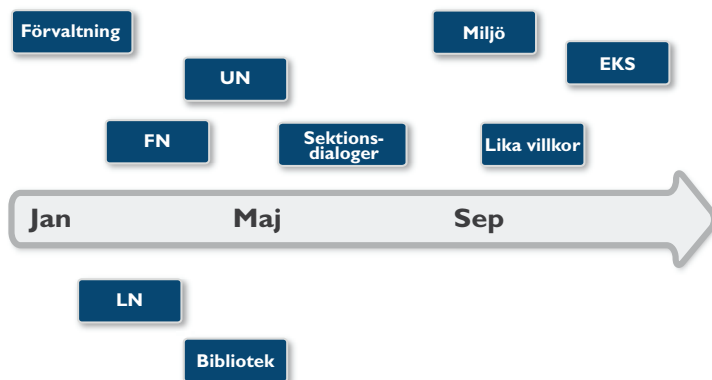 Förvaltning
Miljö
EKS
UN
FN
Sektions-
dialoger
Lika villkor
Jan Maj Sep
LN
Bibliotek